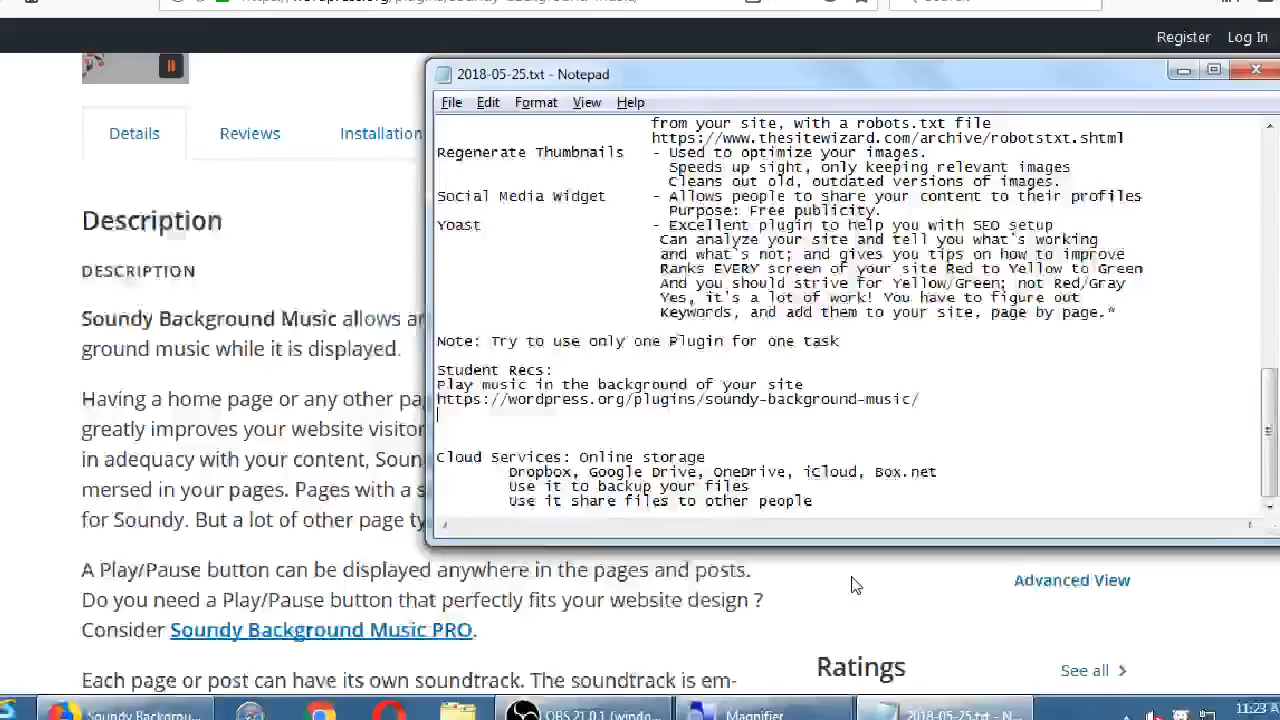 Register
Log In
2018-05-25.txt - Notepad
File Edit Format View Help
from your site, with a robots.txt file
https://www.thesitewizard.com/archive/robotstxt.shtml
Regenerate Thumbnails - Used to optimize your images.
Speeds up sight, only keeping relevant images
Cleans out old, outdated versions of images.
Social Media Widget - Allows people to share your content to their profiles
Purpose: Free publicity.
Yoast - Excellent plugin to help you with SEO setup
Can analyze your site and tell you what's working
and what's not; and gives you tips on how to improve
Ranks EVERY screen of your site Red to Yellow to Green
And you should strive for Yellow/Green; not Red/Gray
Yes, it's a lot of work! You have to figure out
Keywords, and add them to your site, page by page.*
Note: Try to use only one Plugin for one task
Student Recs:
Play music in the background of your site
https://wordpress.org/plugins/soundy-background-music/
Cloud Services: Online storage
Dropbox, Google Drive, OneDrive, iCloud, Box.net
Use it to backup your files
Use it share files to other people
Details
Reviews
Installation
Description
DESCRIPTION
Soundy Background Music allows
ground music while it is displayed.
Having a home page or any other
greatly improves your website visitor
in adequacy with your content,
mersed in your pages. Pages with a
for Soundy. But a lot of other page
A Play/Pause button can be displayed anywhere in the pages and posts.
Do you need a Play/Pause button that perfectly fits your website design ?
Consider Soundy Background Music PRO.
Each page or post can have its own soundtrack. The soundtrack is em-
Advanced View
Ratings
See all
Soundy Backgrou...
OBS 21.0.1 (windo...
Magnifier
2018-05-25.txt - N...
11:23 A